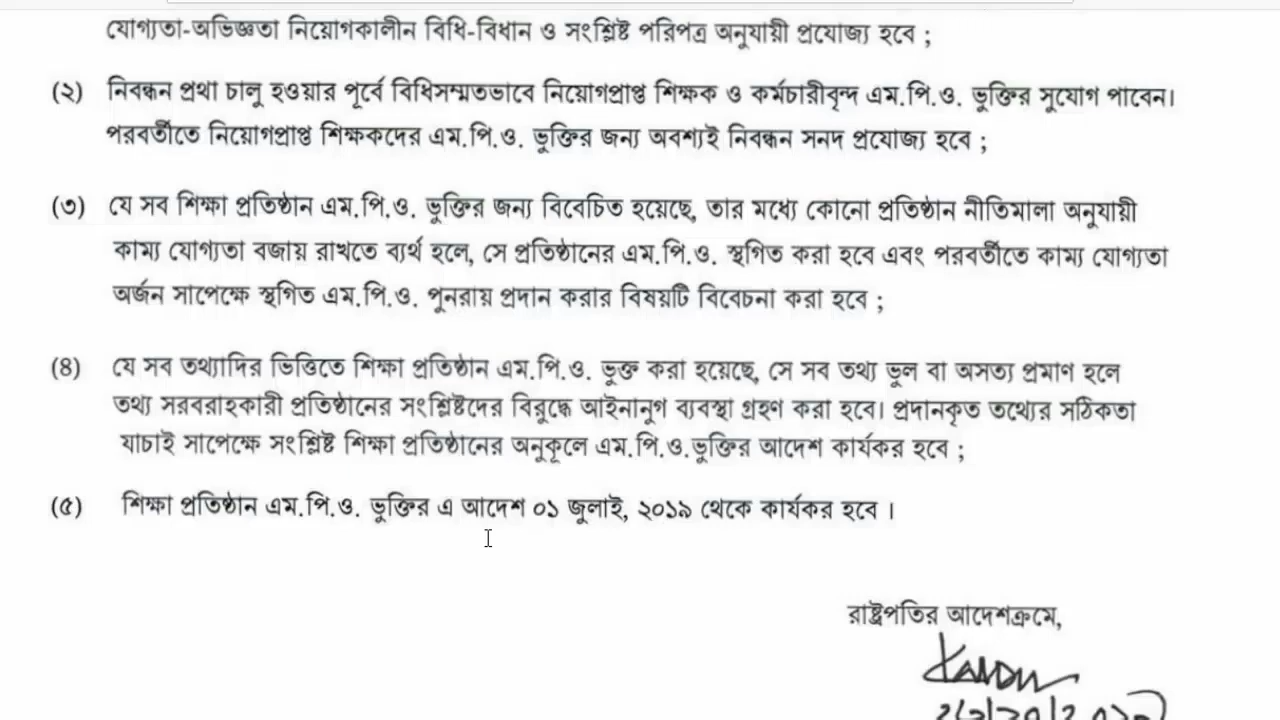 যোগ্যতা-অভিজ্ঞতা নিয়োগকালীন বিধি-বিধান ও সংশ্লিষ্ট পরিপত্র অনুযায়ী প্রযোজ্য হবে ;
(২) নিবন্ধন প্রথা চালু হওয়ার পূর্বে বিধিসম্মতভাবে নিয়োগপ্রাপ্ত শিক্ষক ও কর্মচারীবৃন্দ এম.পি.ও. ভুক্তির সুযোগ পাবেন।
পরবর্তীতে নিয়োগপ্রাপ্ত শিক্ষকদের এম.পি.ও. ভুক্তির জন্য অবশ্যই নিবন্ধন সনদ প্রযোজ্য হবে ;
(৩) যে সব শিক্ষা প্রতিষ্ঠান এম.পি.ও. ভুক্তির জন্য বিবেচিত হয়েছে, তার মধ্যে কোনো প্রতিষ্ঠান নীতিমালা অনুযায়ী
কাম্য যোগ্যতা বজায় রাখতে ব্যর্থ হলে, সে প্রতিষ্ঠানের এম.পি.ও. স্থগিত করা হবে এবং পরবর্তীতে কাম্য যোগ্যতা
অর্জন সাপেক্ষে স্থগিত এম.পি.ও. পুনরায় প্রদান করার বিষয়টি বিবেচনা করা হবে ;
(৪) যে সব তথ্যাদির ভিত্তিতে শিক্ষা প্রতিষ্ঠান এম.পি.ও. ভুক্ত করা হয়েছে, সে সব তথ্য ভুল বা অসত্য প্রমাণ হলে
তথ্য সরবরাহকারী প্রতিষ্ঠানের সংশ্লিষ্টদের বিরুদ্ধে আইনানুগ ব্যবস্থা গ্রহণ করা হবে। প্রদানকৃত তথ্যের সঠিকতা
যাচাই সাপেক্ষে সংশ্লিষ্ট শিক্ষা প্রতিষ্ঠানের অনুকূলে এম.পি.ও.ভুক্তির আদেশ কার্যকর হবে ;
(৫) শিক্ষা প্রতিষ্ঠান এম.পি.ও. ভুক্তির এ আদেশ ০১ জুলাই, ২০১৯ থেকে কার্যকর হবে ।
রাষ্ট্রপতির আদেশক্রমে,